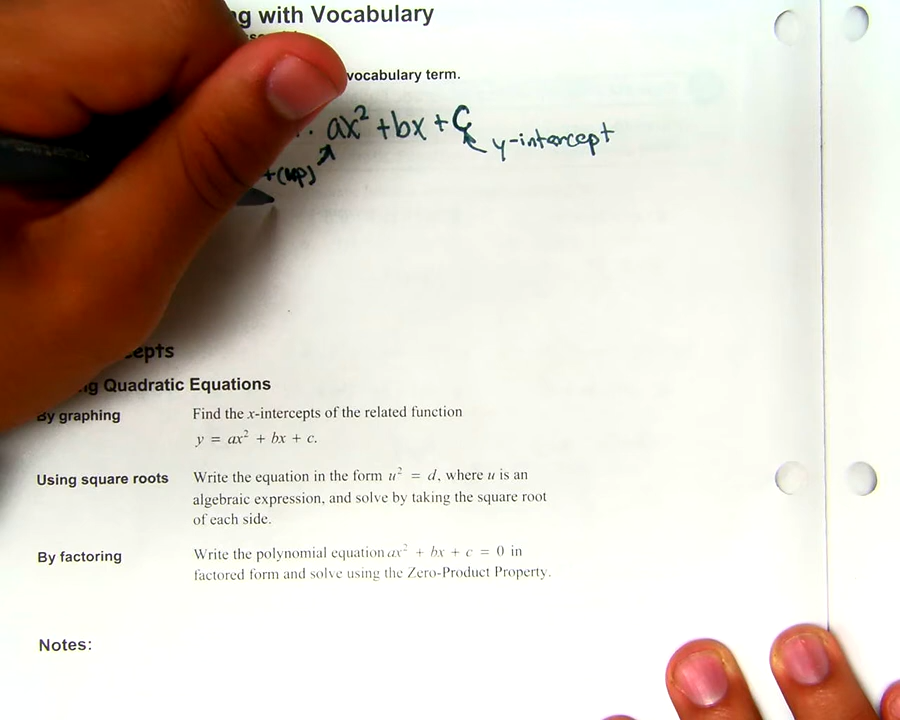 with Vocabulary
vocabulary term.
ax² + bx + c
y-intercept
+(up)
Quadratic Equations
By graphing
Find the x-intercepts of the related function
y = ax² + bx + c.
Using square roots
Write the equation in the form u² = d, where u is an
algebraic expression, and solve by taking the square root
of each side.
By factoring
Write the polynomial equation ax² + bx + c = 0 in
factored form and solve using the Zero-Product Property.
Notes: